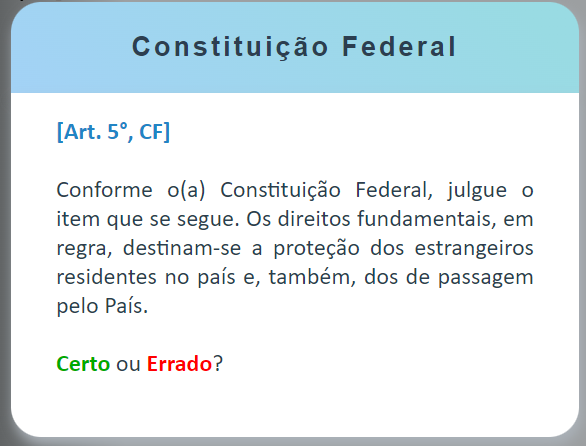 Constituição Federal
[Art. 5°, CF]
Conforme o(a) Constituição Federal, julgue o
item que se segue. Os direitos fundamentais, em
regra, destinam-se a proteção dos estrangeiros
residentes no país e, também, dos de passagem
pelo País.
Certo ou Errado?